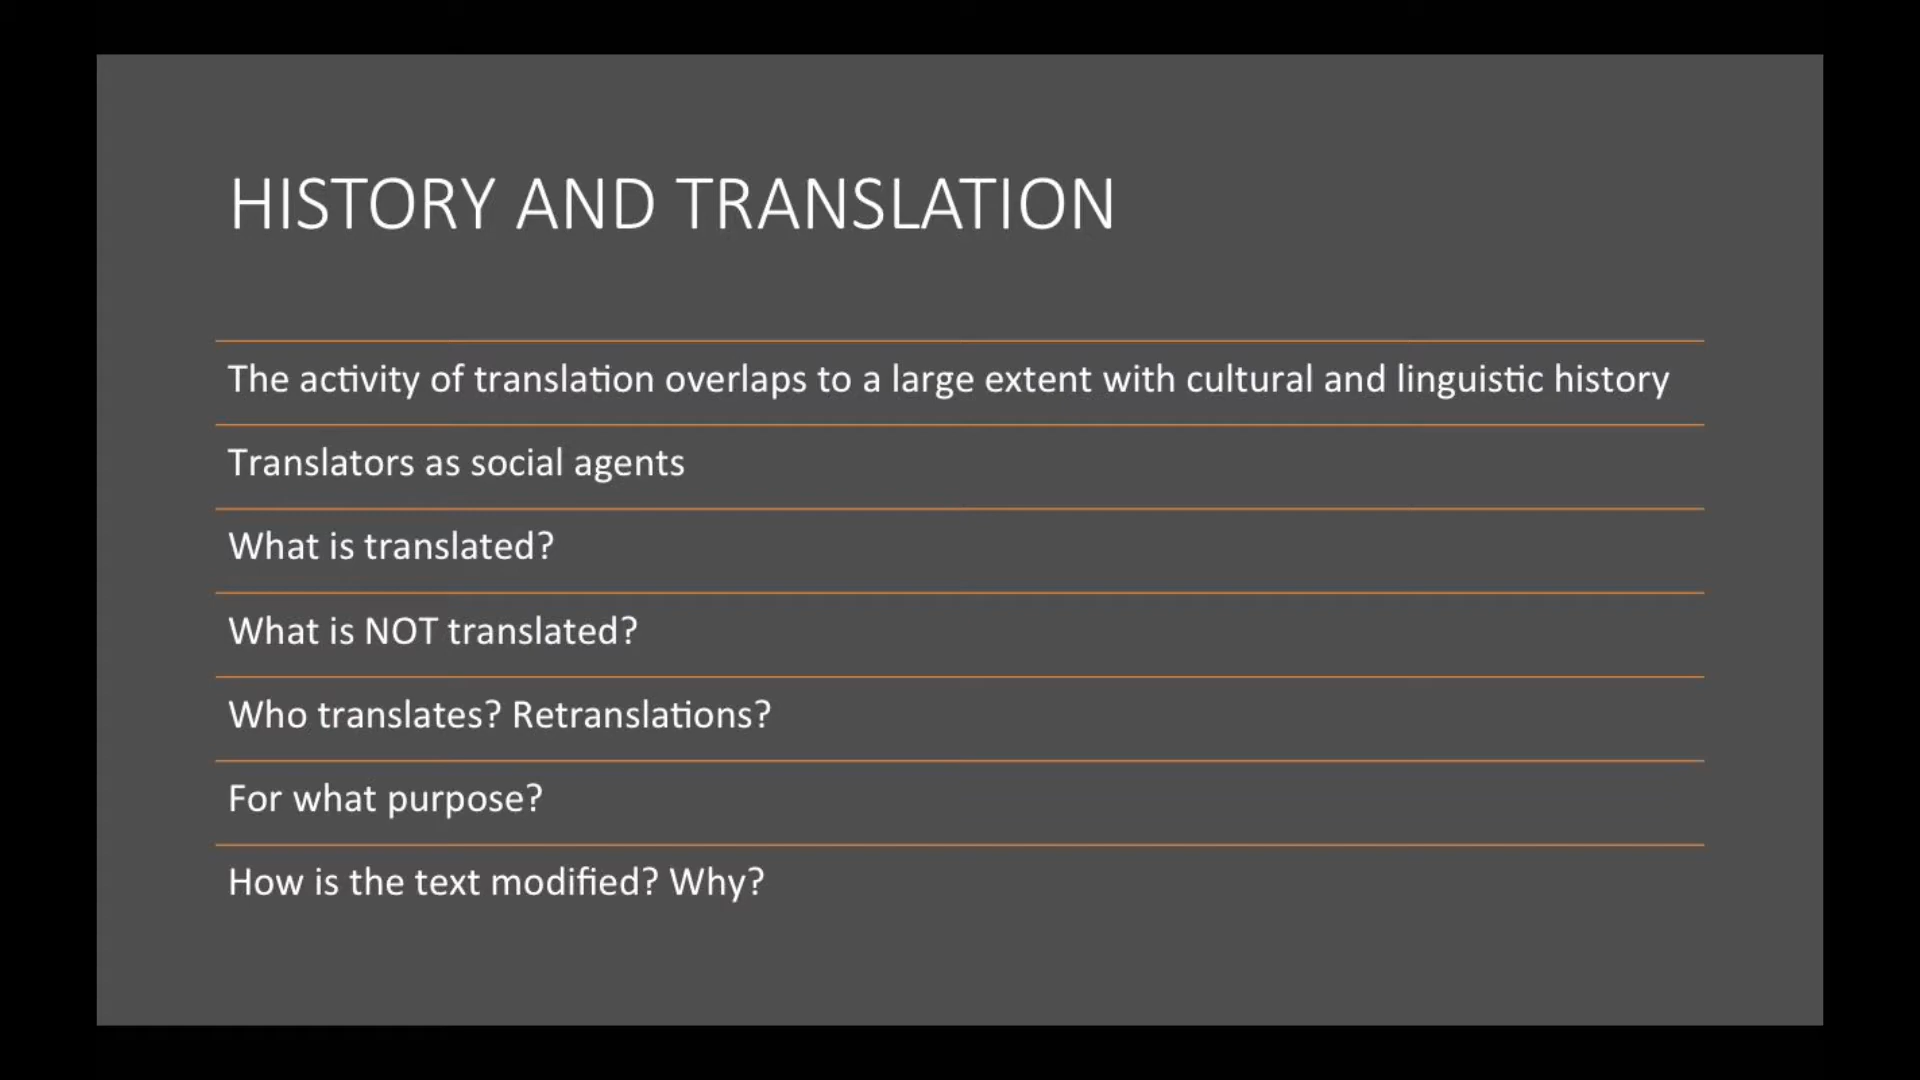 HISTORY AND TRANSLATION
The activity of translation overlaps to a large extent with cultural and linguistic history
Translators as social agents
What is translated?
What is NOT translated?
Who translates? Retranslations?
For what purpose?
How is the text modified? Why?